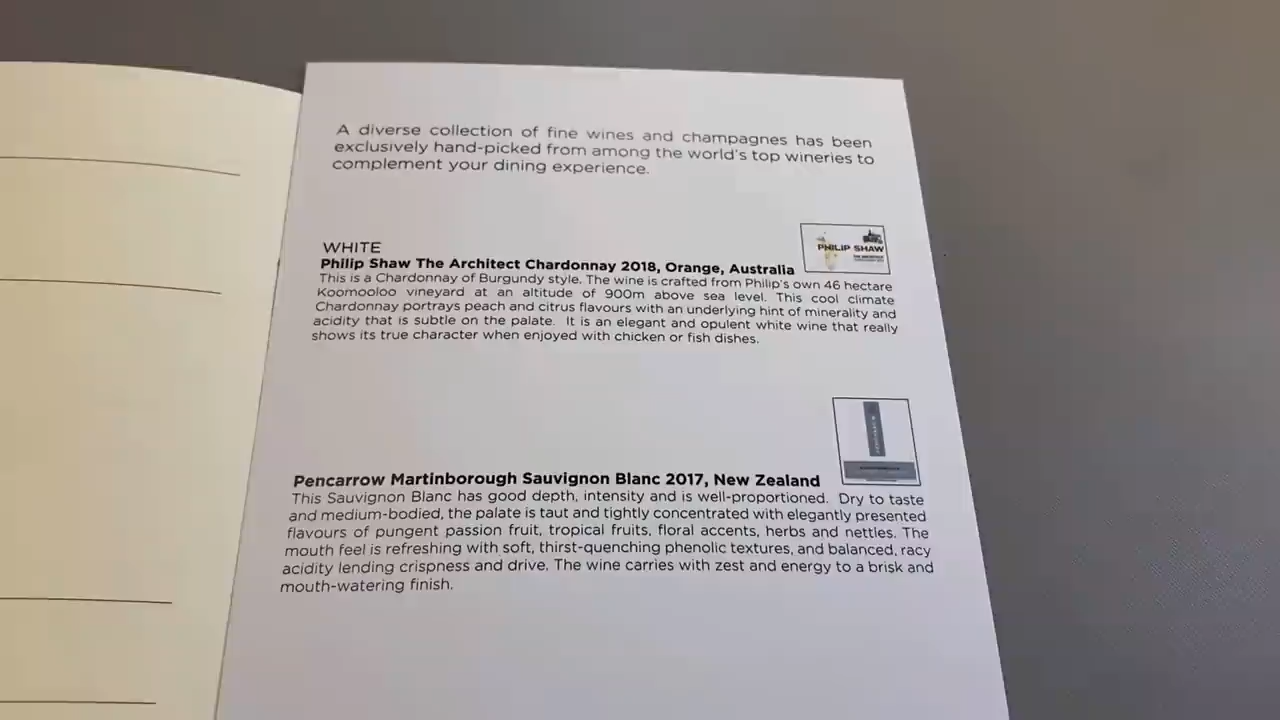 A diverse collection of fine wines and champagnes has been
exclusively hand-picked from among the world's top wineries to
complement your dining experience.
WHITE
PHILIP SHAW
Philip Shaw The Architect Chardonnay 2018, Orange, Australia
This is a Chardonnay of Burgundy style. The wine is crafted from Philip's own 46 hectare
Koomooloo vineyard at an altitude of 900m above sea level. This cool climate
Chardonnay portrays peach and citrus flavours with an underlying hint of minerality and
acidity that is subtle on the palate. It is an elegant and opulent white wine that really
shows its true character when enjoyed with chicken or fish dishes.
Pencarrow Martinborough Sauvignon Blanc 2017, New Zealand
This Sauvignon Blanc has good depth, intensity and is well-proportioned. Dry to taste
and medium-bodied, the palate is taut and tightly concentrated with elegantly presented
flavours of pungent passion fruit, tropical fruits, floral accents, herbs and nettles. The
mouth feel is refreshing with soft, thirst-quenching phenolic textures, and balanced, racy
acidity lending crispness and drive. The wine carries with zest and energy to a brisk and
mouth-watering finish.